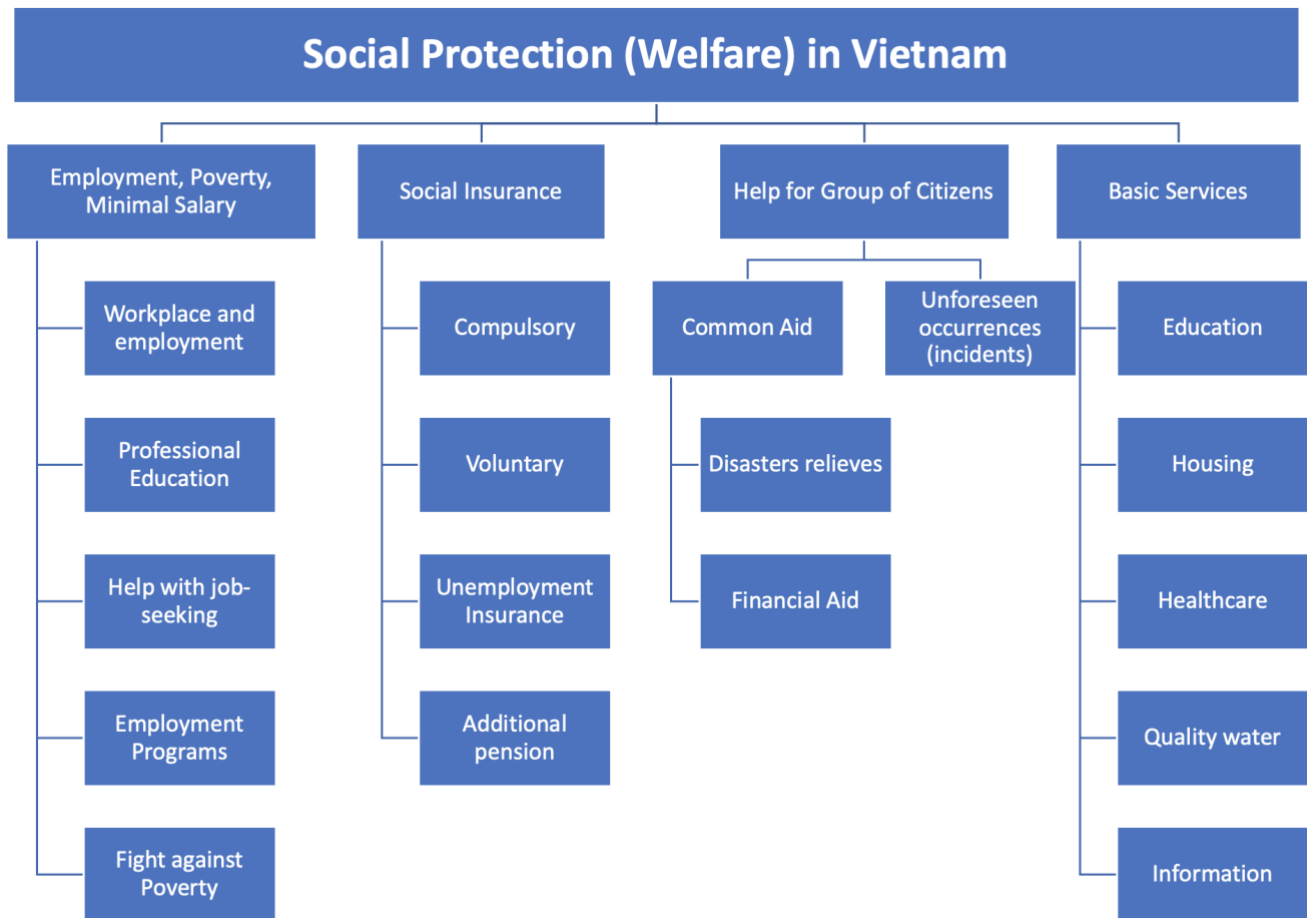 Social Protection (Welfare) in Vietnam
Employment, Poverty,
Minimal Salary
Workplace and
employment
Professional
Education
Help with job-
seeking
Employment
Programs
Fight against
Poverty
Social Insurance
Compulsory
Voluntary
Unemployment
Insurance
Additional
pension
Help for Group of Citizens
Common Aid
Disasters relieves
Financial Aid
Unforeseen
occurrences
(incidents)
Basic Services
Education
Housing
Healthcare
Quality water
Information